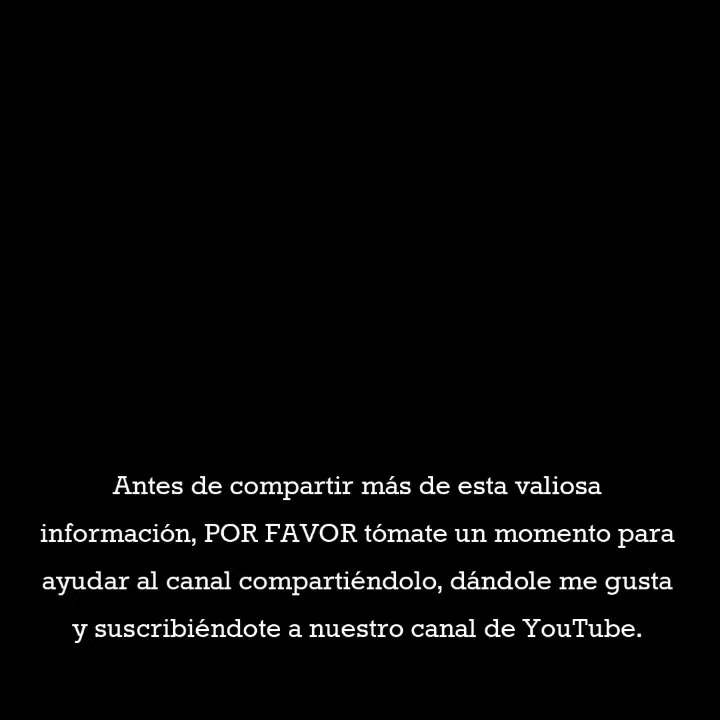 Antes de compartir más de esta valiosa
información, POR FAVOR tómate un momento para
ayudar al canal compartiéndolo, dándole me gusta
y suscribiéndote a nuestro canal de YouTube.